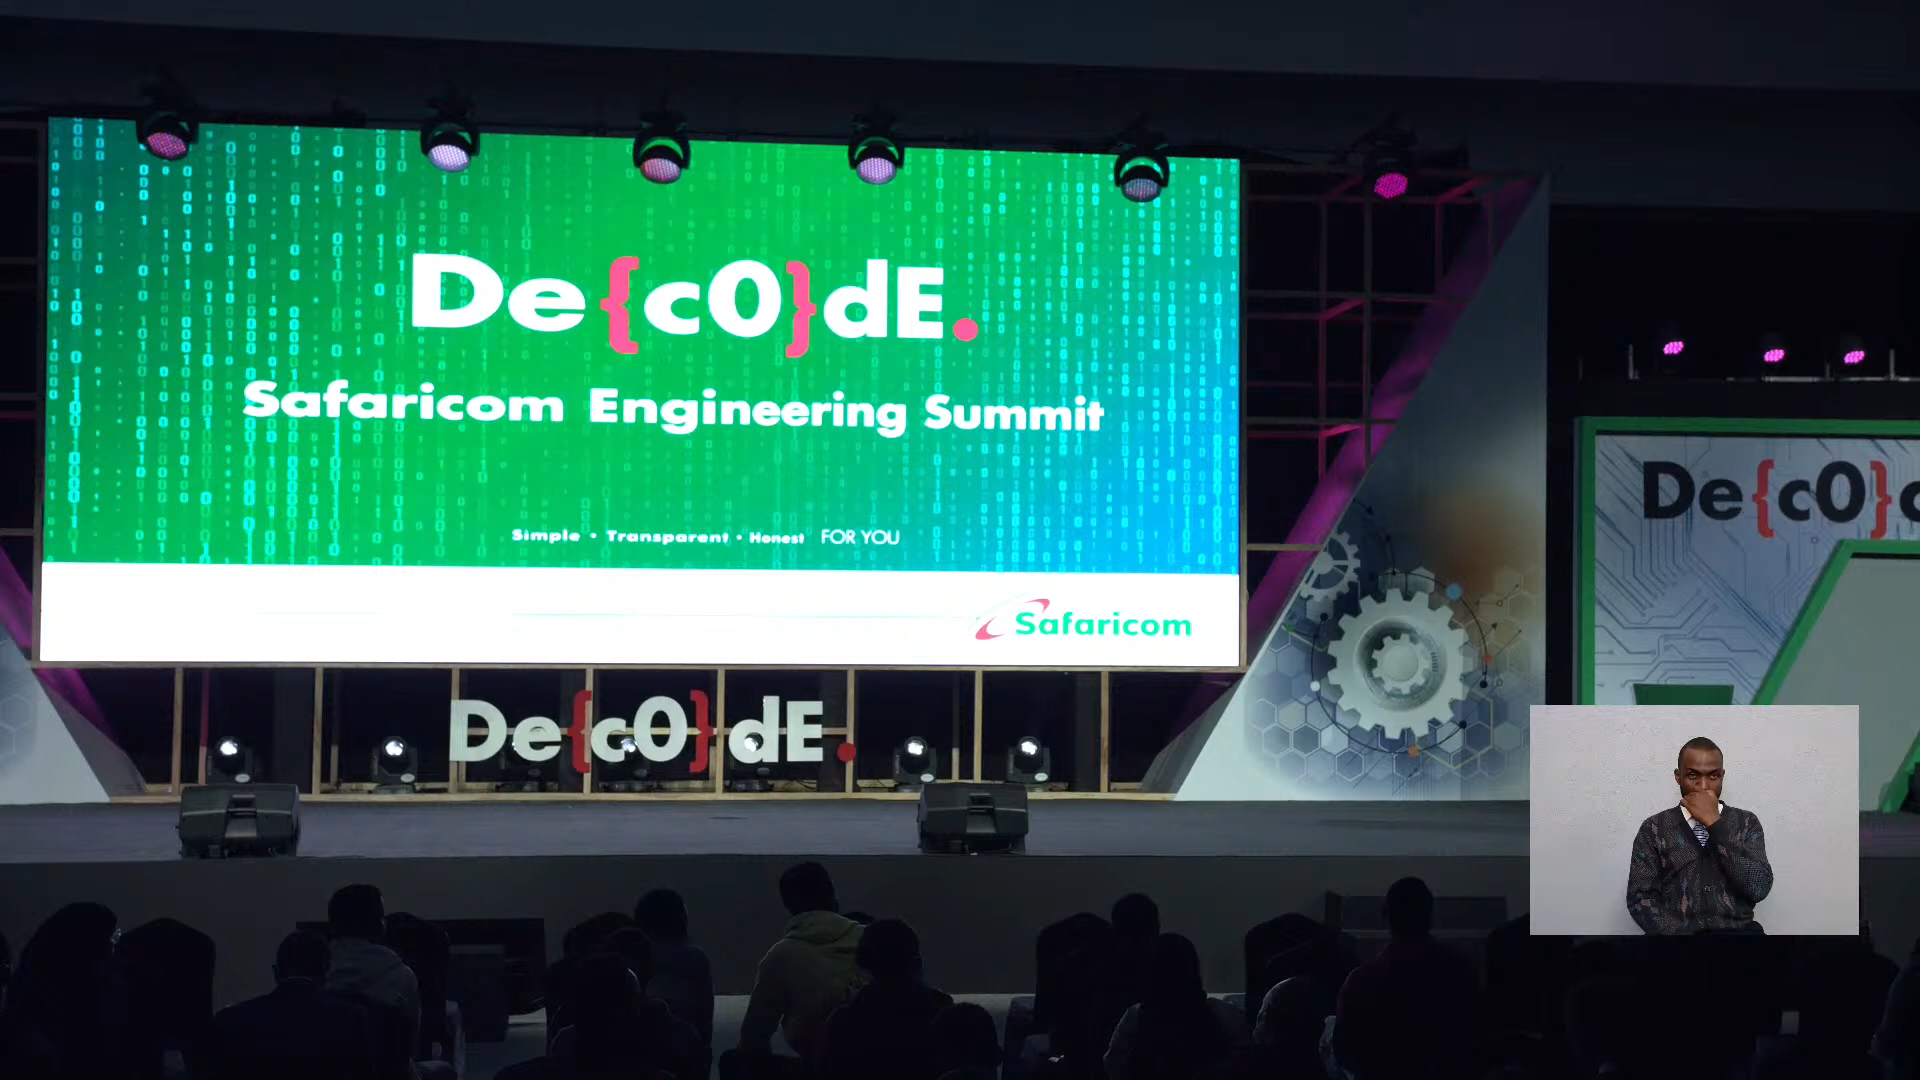 De{c0}dE.
Safaricom Engineering Summit
Simple • Transparent • Honest FOR YOU
Safaricom
De{c0}dE.
De{c0}